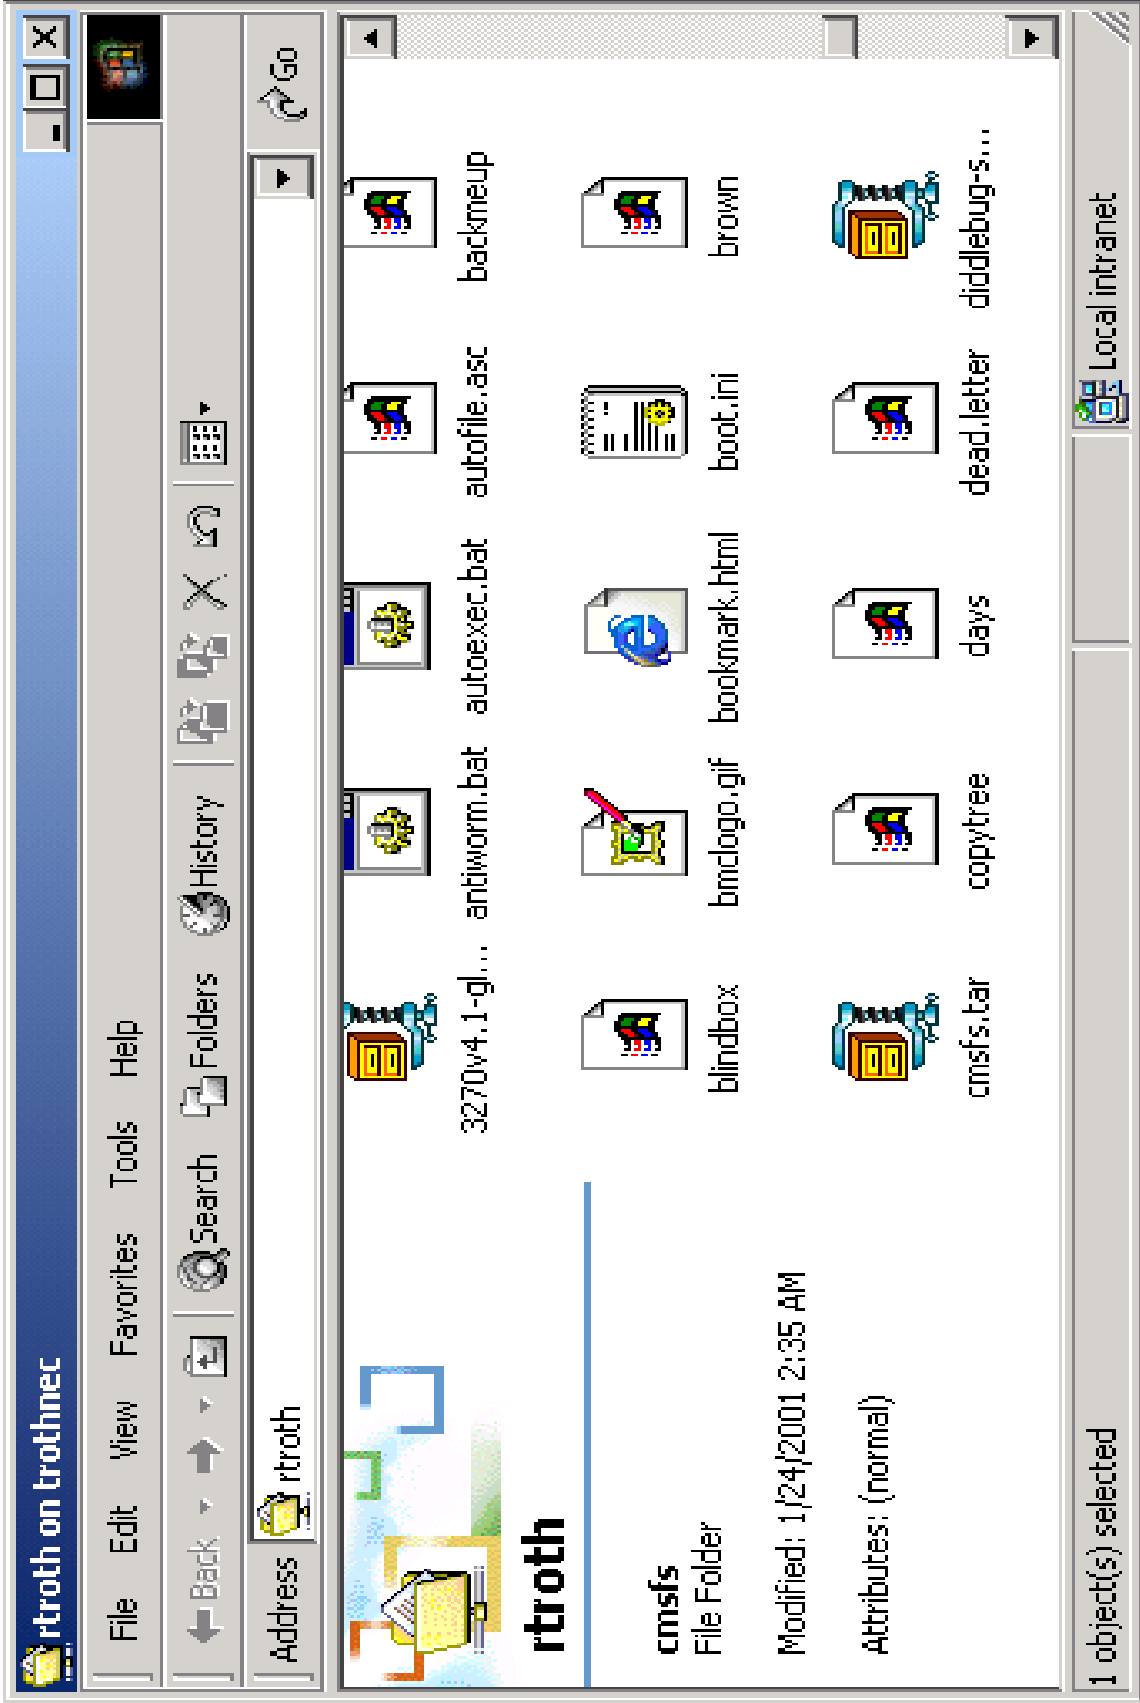 rtroth on trothnec
File Edit View Favorites Tools Help
Back Search Folders History
Address rtroth Go
rtroth
cmsfs
File Folder
Modified: 1/24/2001 2:35 AM
Attributes: (normal)
3270v4.1-gl... antiworm.bat autoexec.bat autofile.asc backmeup
blindbox bmclogo.gif bookmark.html boot.ini brown
cmsfs.tar copytree days dead.letter diddlebug-s...
1 object(s) selected Local intranet